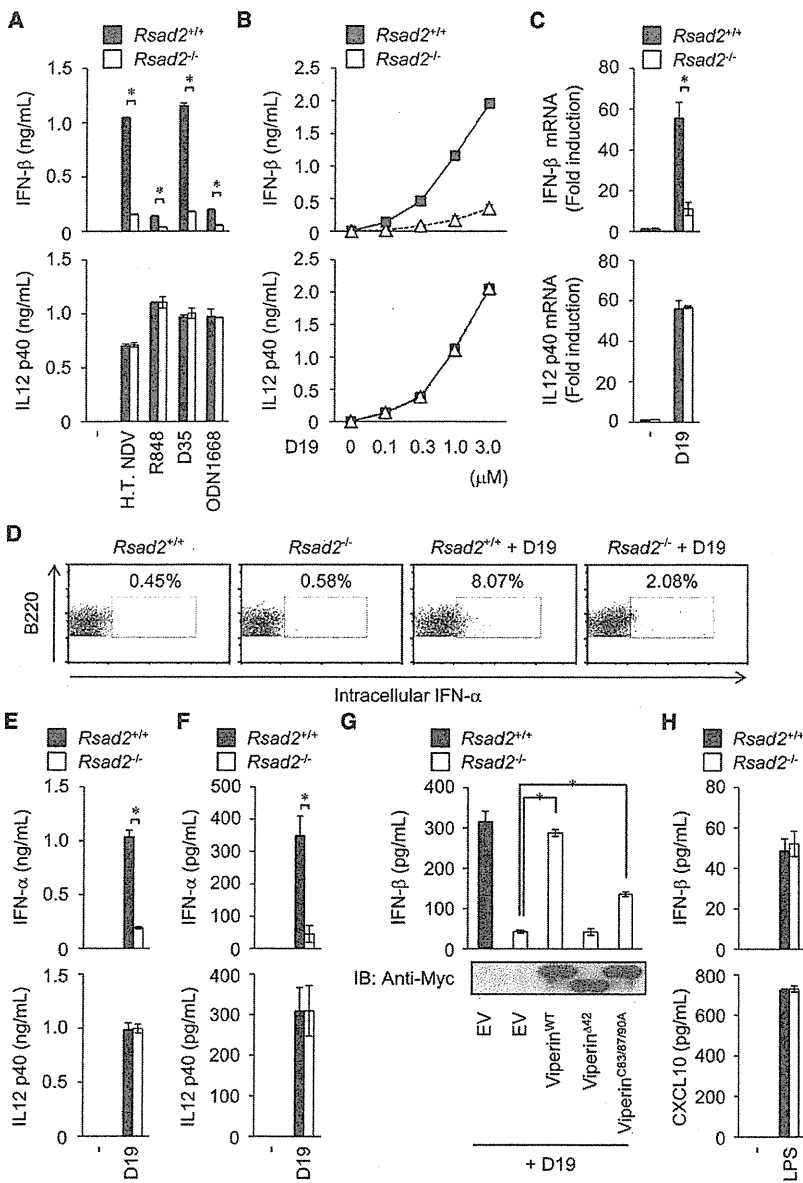 A
Rsad2+/+
Rsad2-/-
IFN-β (ng/mL)
1.5
1.0
0.5
0
*
*
*
*
IL12 p40 (ng/mL)
1.5
1.0
0.5
0
-
H.T. NDV
R848
D35
ODN1668
B
Rsad2+/+
Rsad2-/-
IFN-β (ng/mL)
2.5
2.0
1.5
1.0
0.5
0
IL12 p40 (ng/mL)
2.5
2.0
1.5
1.0
0.5
0
D19 0 0.1 0.3 1.0 3.0
(μM)
C
Rsad2+/+
Rsad2-/-
IFN-β mRNA
(Fold induction)
80
60
40
20
0
*
IL12 p40 mRNA
(Fold induction)
80
60
40
20
0
-
D19
D
Rsad2+/+ Rsad2-/- Rsad2+/+ + D19 Rsad2-/- + D19
0.45% 0.58% 8.07% 2.08%
B220
Intracellular IFN-α
E
Rsad2+/+
Rsad2-/-
IFN-α (ng/mL)
1.5
1.0
0.5
0
*
IL12 p40 (ng/mL)
1.5
1.0
0.5
0
-
D19
F
Rsad2+/+
Rsad2-/-
IFN-α (pg/mL)
500
400
300
200
100
0
*
IL12 p40 (pg/mL)
400
300
200
100
0
-
D19
G
Rsad2+/+
Rsad2-/-
IFN-β (pg/mL)
400
300
200
100
0
*
*
IB: Anti-Myc
EV
EV
ViperinWT
ViperinΔ42
ViperinC83/87/90A
+ D19
H
Rsad2+/+
Rsad2-/-
IFN-β (pg/mL)
80
60
40
20
0
CXCL10 (pg/mL)
800
600
400
200
0
-
LPS